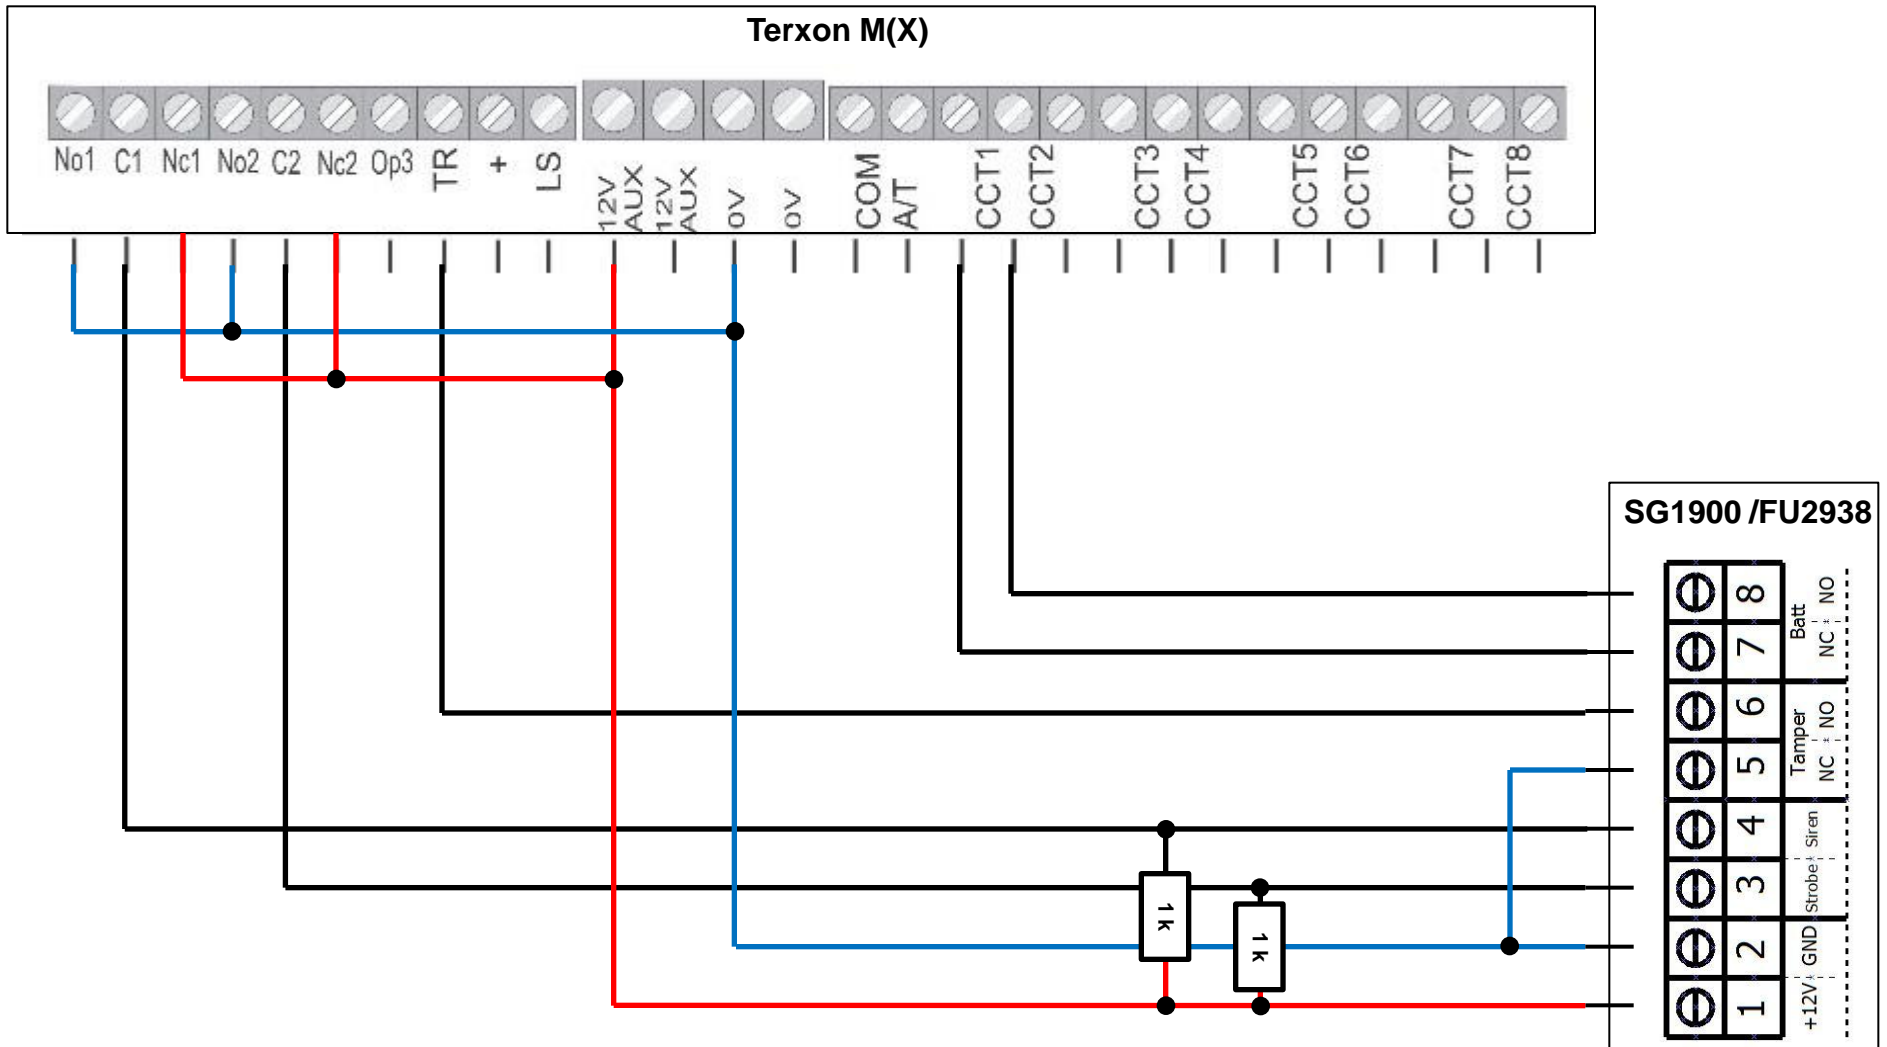 Terxon M(X)
No1 C1 Nc1 No2 C2 Nc2 Op3 TR + LS
12V AUX 12V AUX 0V 0V
COM A/T CCT1 CCT2 CCT3 CCT4 CCT5 CCT6 CCT7 CCT8
SG1900 /FU2938
8 NO
Batt
7 NC
6 NO
Tamper
5 NC
4 Siren
3 Strobe
2 GND
1 +12V
1 k
1 k